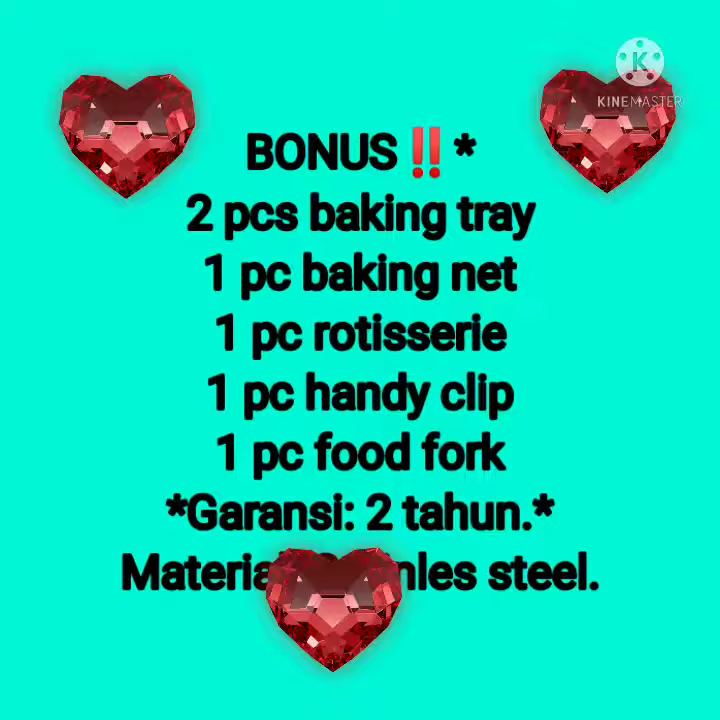 KINEMASTER
BONUS‼️*
2 pcs baking tray
1 pc baking net
1 pc rotisserie
1 pc handy clip
1 pc food fork
*Garansi: 2 tahun.*
steel.